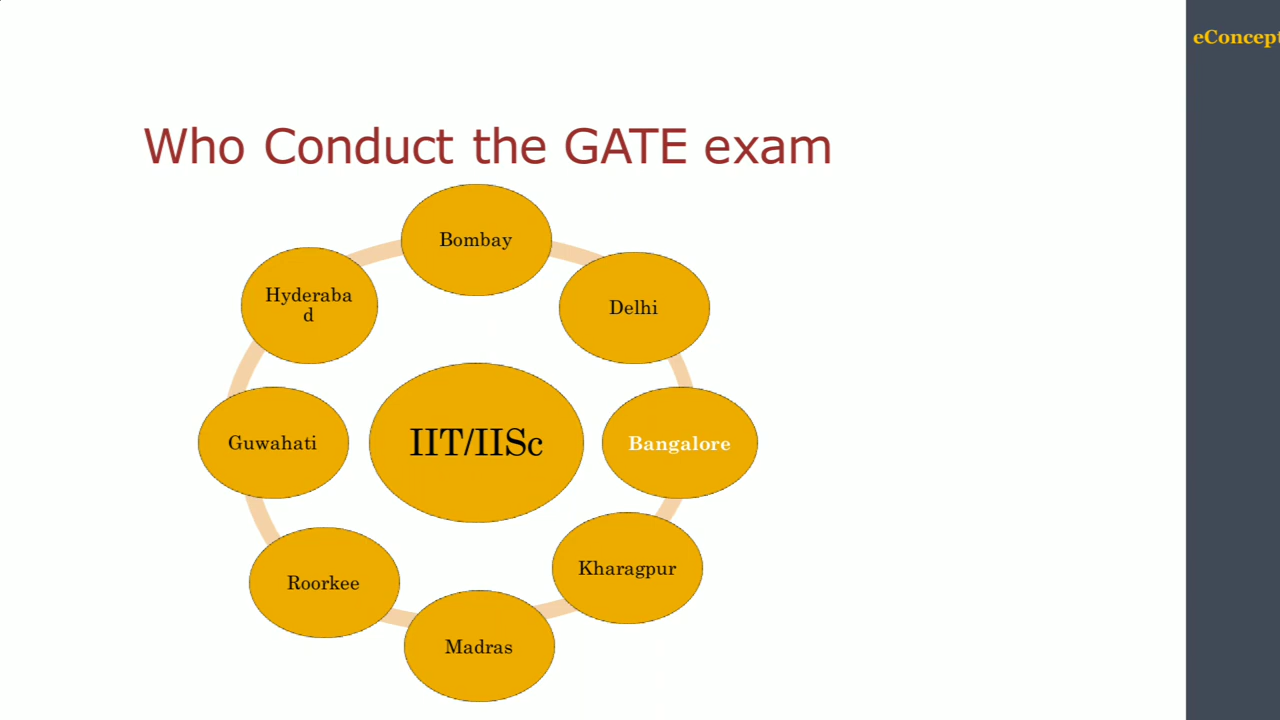 eConcept
Who Conduct the GATE exam
Bombay
Hyderaba
d
Delhi
Guwahati
IIT/IISc
Bangalore
Roorkee
Kharagpur
Madras